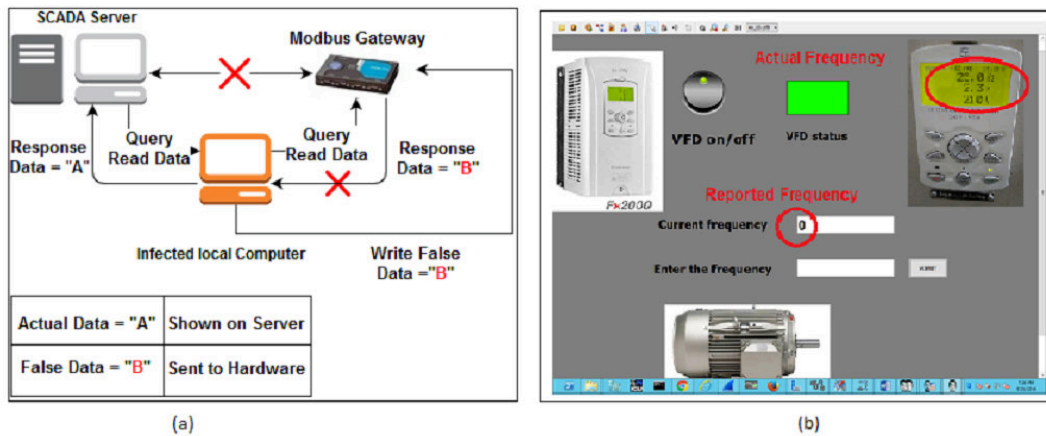 SCADA Server
Modbus Gateway
Query
Read Data
Query
Read Data
Response
Data = "A"
Response
Data = "B"
Infected local Computer
Write False
Data ="B"
Actual Data = "A" Shown on Server
False Data = "B" Sent to Hardware
(a)
Actual Frequency
VFD on/off
VFD status
Reported Frequency
Current frequency
0
Enter the Frequency
(b)